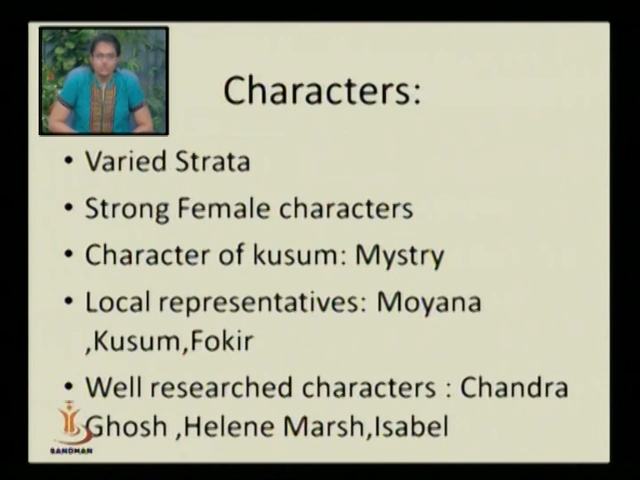 Characters:
• Varied Strata
• Strong Female characters
• Character of kusum: Mystry
• Local representatives: Moyana
,Kusum,Fokir
• Well researched characters : Chandra
Ghosh ,Helene Marsh,Isabel
SANDHAN